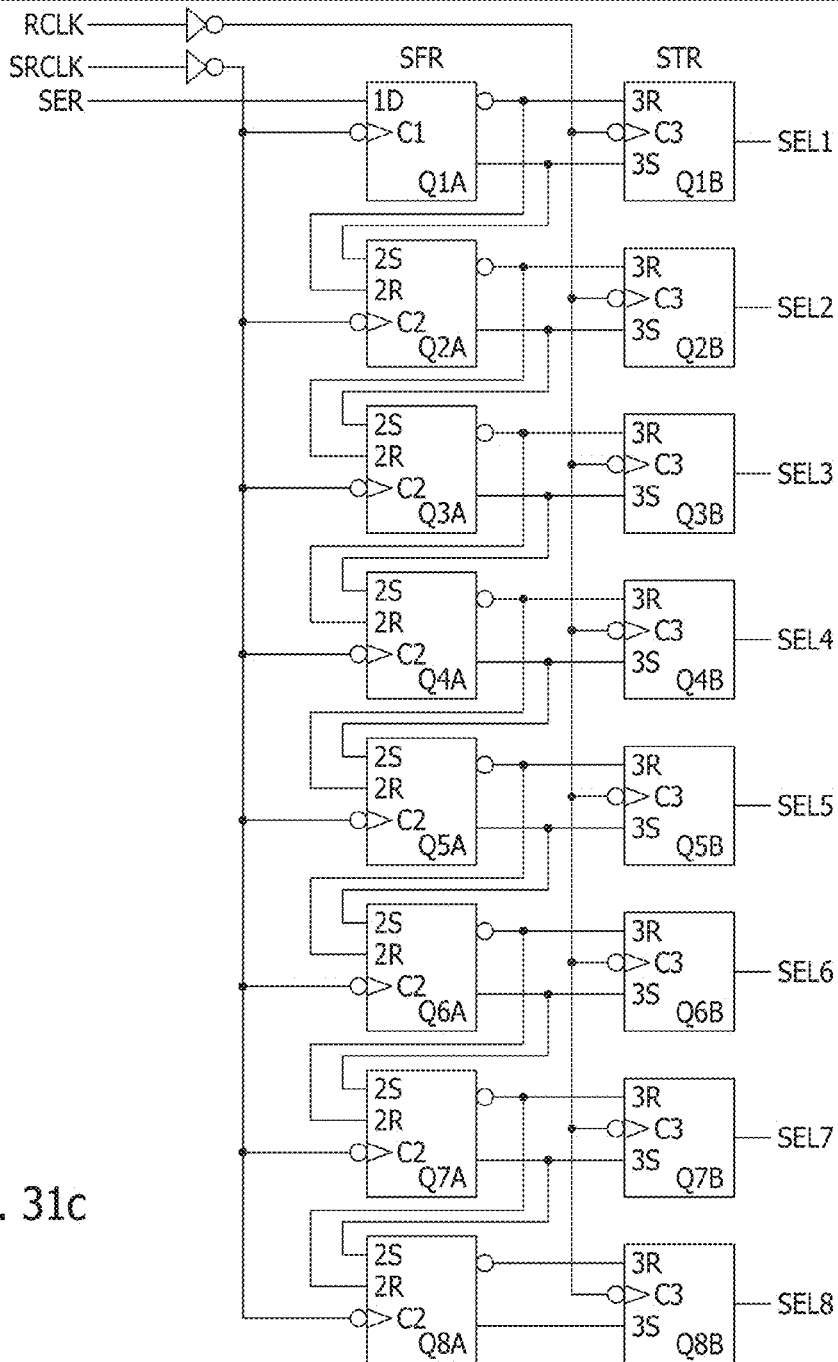 RCLK
SRCLK
SER
SFR
STR
1D
C1
Q1A
3R
C3
3S
Q1B
SEL1
2S
2R
C2
Q2A
3R
C3
3S
Q2B
SEL2
2S
2R
C2
Q3A
3R
C3
3S
Q3B
SEL3
2S
2R
C2
Q4A
3R
C3
3S
Q4B
SEL4
2S
2R
C2
Q5A
3R
C3
3S
Q5B
SEL5
2S
2R
C2
Q6A
3R
C3
3S
Q6B
SEL6
2S
2R
C2
Q7A
3R
C3
3S
Q7B
SEL7
. 31c
2S
2R
C2
Q8A
3R
C3
3S
Q8B
SEL8